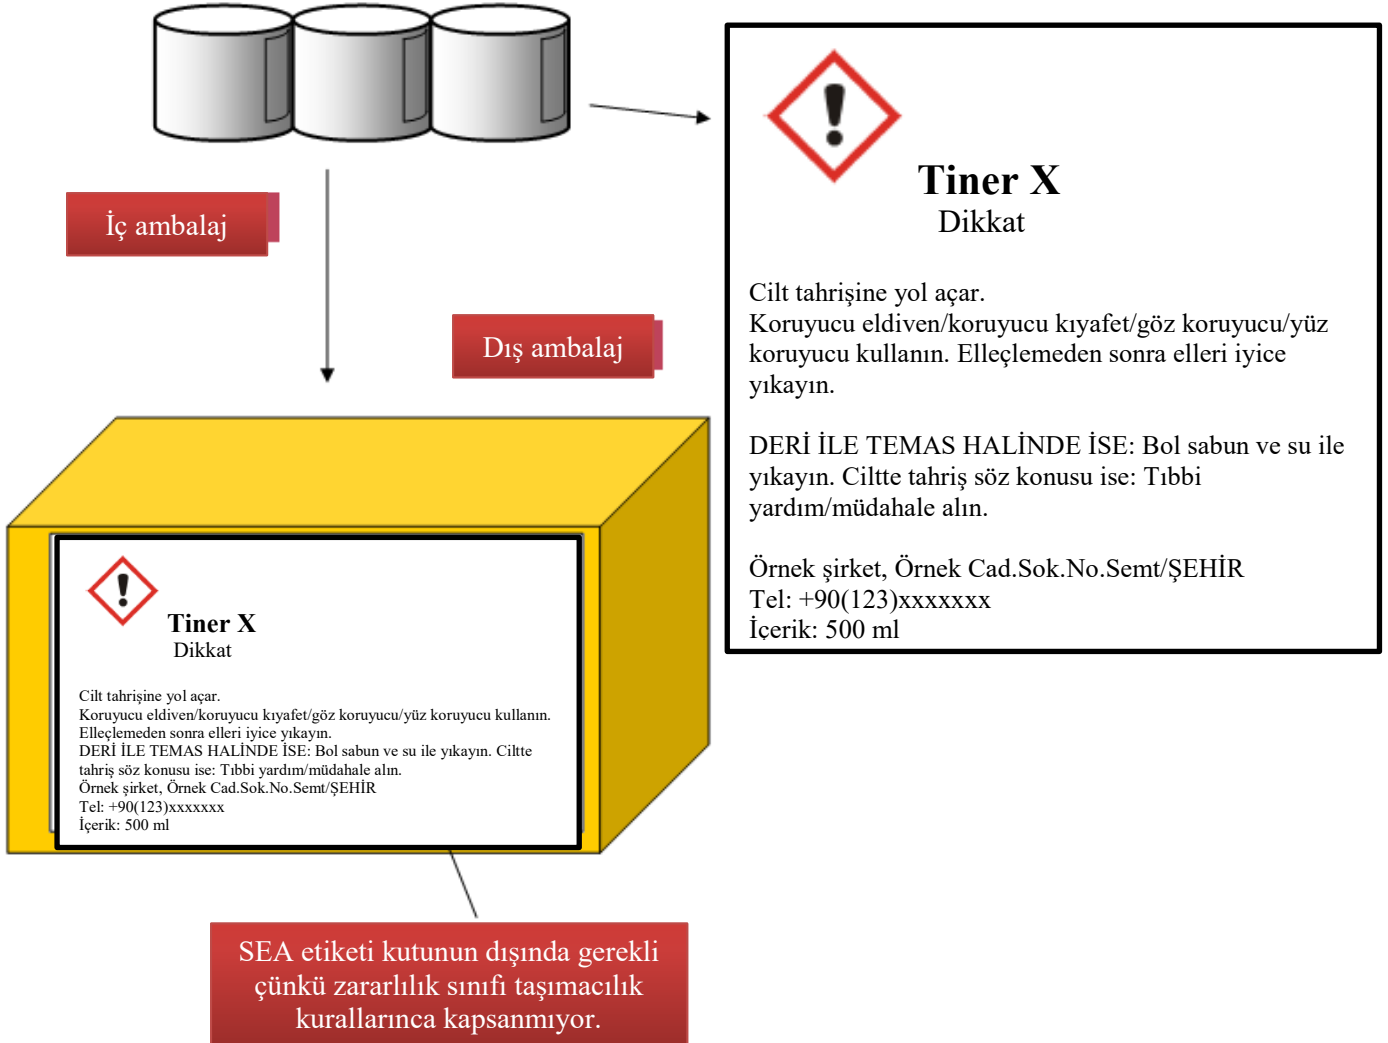 Tiner X
Dikkat
Cilt tahrişine yol açar.
Koruyucu eldiven/koruyucu kıyafet/göz koruyucu/yüz
koruyucu kullanın. Elleçlemeden sonra elleri iyice
yıkayın.
DERİ İLE TEMAS HALİNDE İSE: Bol sabun ve su ile
yıkayın. Ciltte tahriş söz konusu ise: Tıbbi
yardım/müdahale alın.
Örnek şirket, Örnek Cad.Sok.No.Semt/ŞEHİR
Tel: +90(123)xxxxxxx
İçerik: 500 ml
İç ambalaj
Dış ambalaj
Tiner X
Dikkat
Cilt tahrişine yol açar.
Koruyucu eldiven/koruyucu kıyafet/göz koruyucu/yüz koruyucu kullanın.
Elleçlemeden sonra elleri iyice yıkayın.
DERİ İLE TEMAS HALİNDE İSE: Bol sabun ve su ile yıkayın. Ciltte
tahriş söz konusu ise: Tıbbi yardım/müdahale alın.
Örnek şirket, Örnek Cad.Sok.No.Semt/ŞEHİR
Tel: +90(123)xxxxxxx
İçerik: 500 ml
SEA etiketi kutunun dışında gerekli
çünkü zararlılık sınıfı taşımacılık
kurallarınca kapsanmıyor.